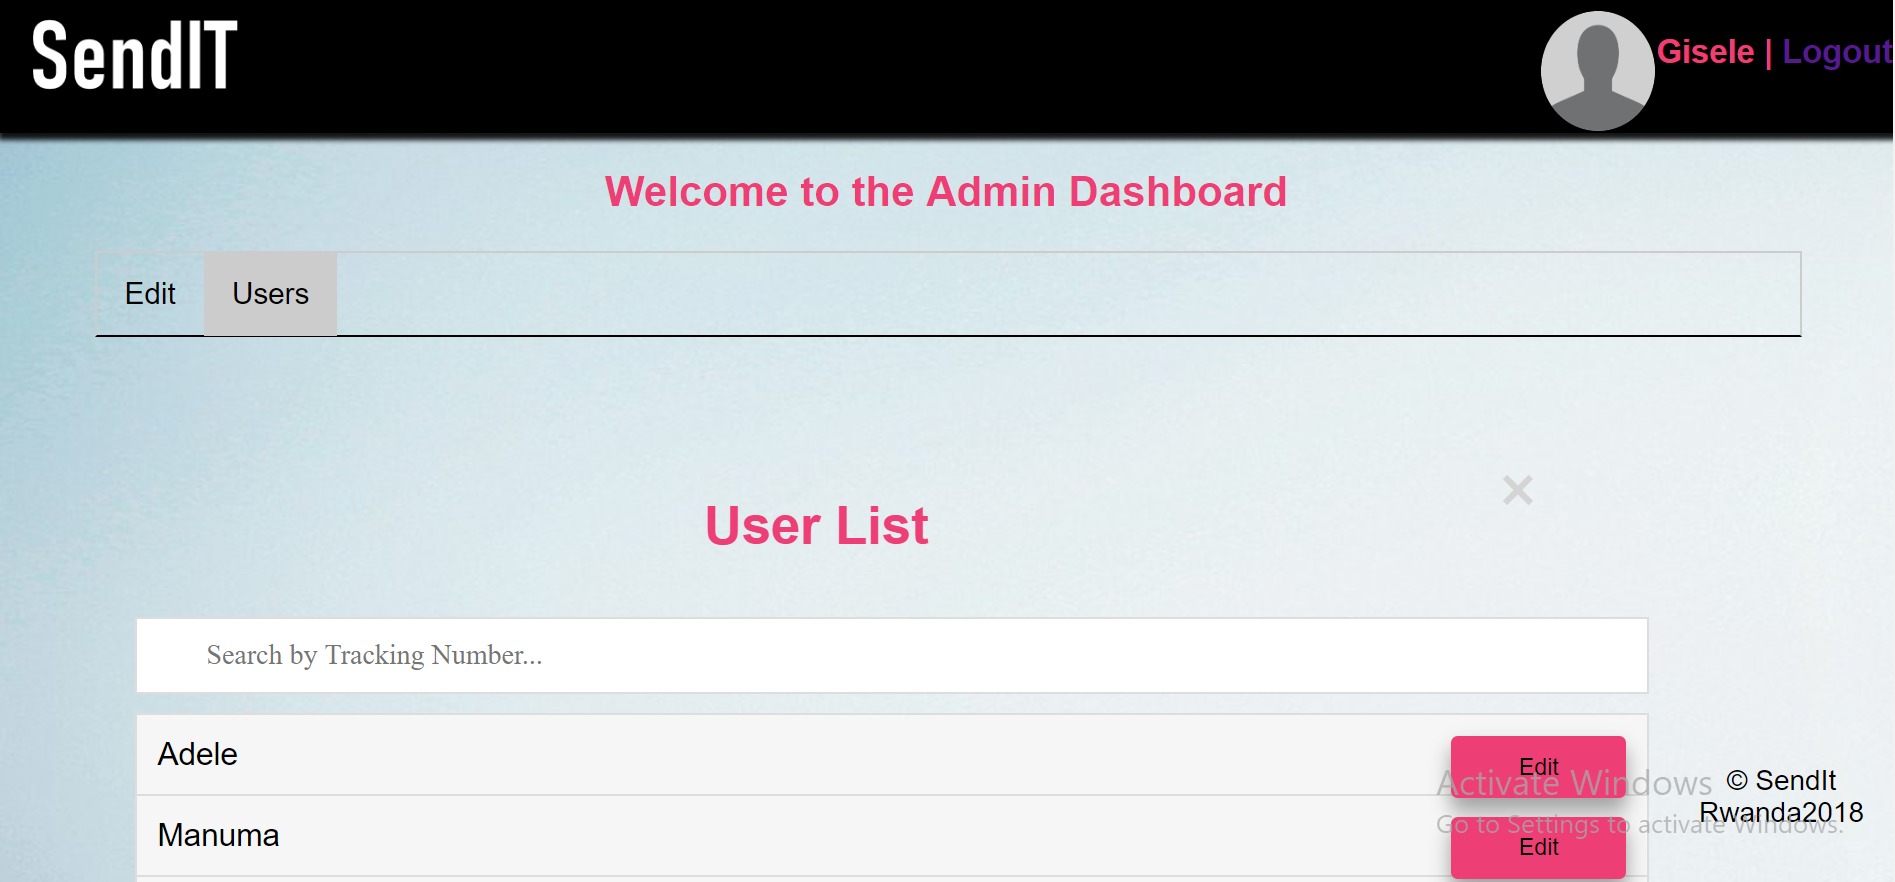 SendIT
Gisele | Logout
Welcome to the Admin Dashboard
Edit
Users
×
User List
Search by Tracking Number...
Adele
Edit
Manuma
Edit
© SendIt
Rwanda2018
Activate Windows
Go to Settings to activate Windows.